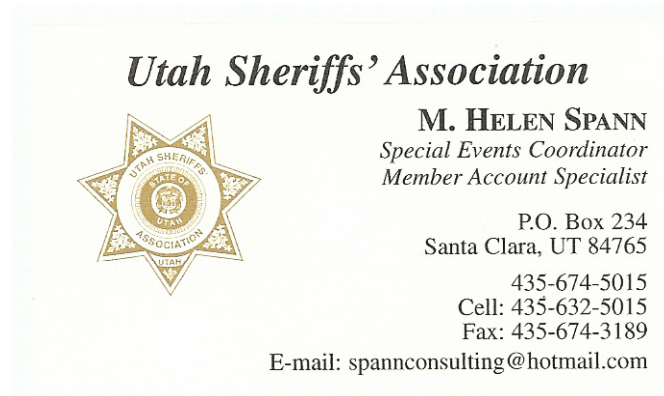 Utah Sheriffs' Association
M. HELEN SPANN
Special Events Coordinator
Member Account Specialist
UTAH SHERIFFS'
STATE OF
UTAH
ASSOCIATION
UTAH
P.O. Box 234
Santa Clara, UT 84765
435-674-5015
Cell: 435-632-5015
Fax: 435-674-3189
E-mail: spannconsulting@hotmail.com